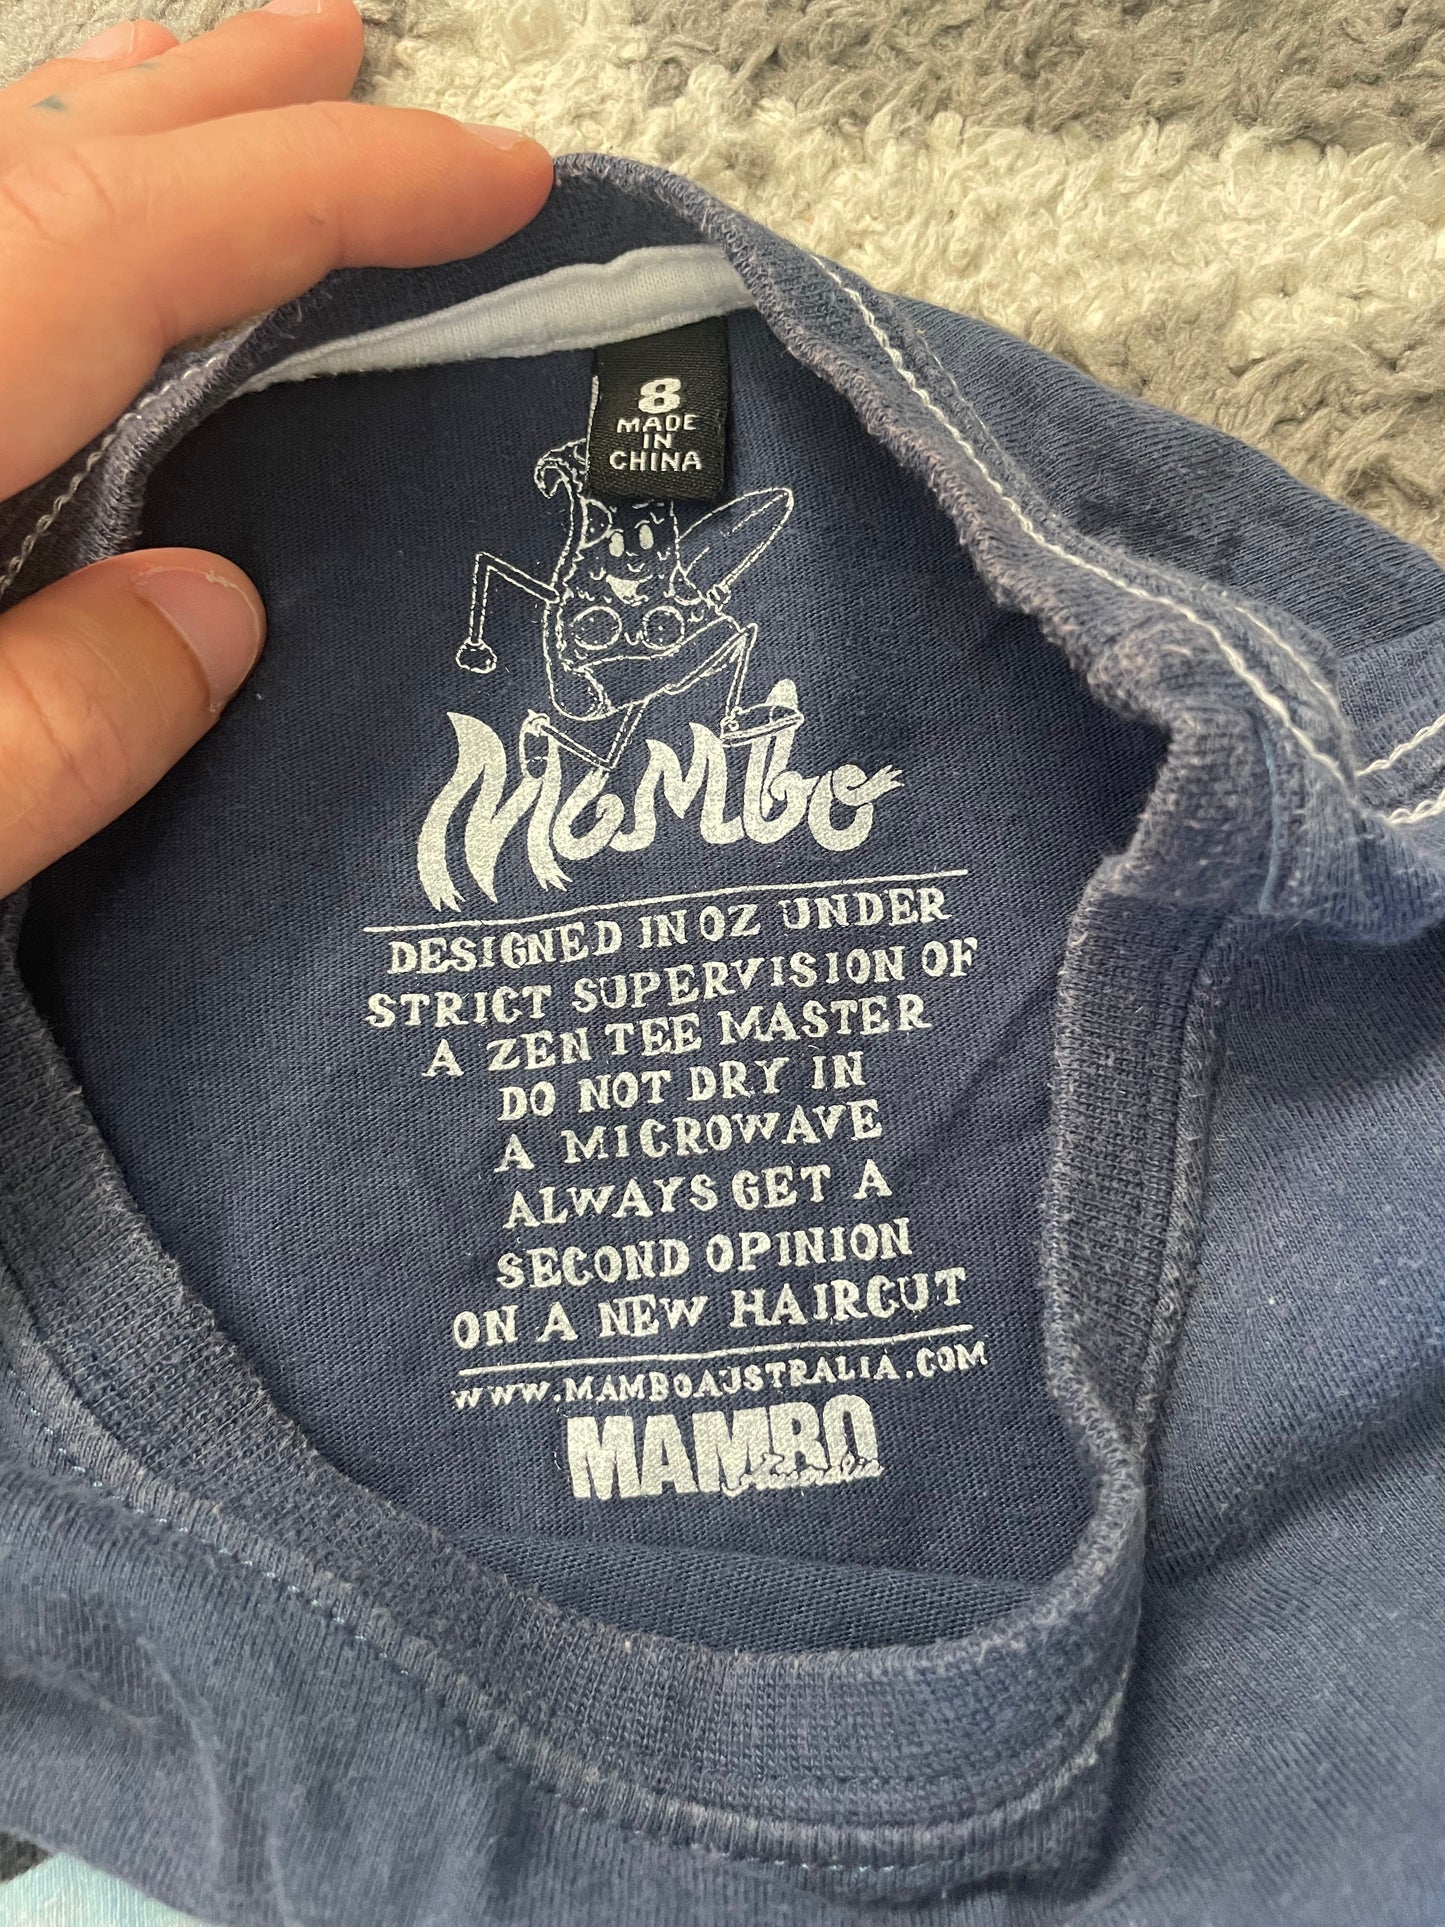 8
MADE
IN
CHINA
Mambo
DESIGNED IN OZ UNDER
STRICT SUPERVISION OF
A ZEN TEE MASTER
DO NOT DRY IN
A MICROWAVE
ALWAYS GET A
SECOND OPINION
ON A NEW HAIRCUT
WWW.MAMBOAUSTRALIA.COM
MAMBO
Australia